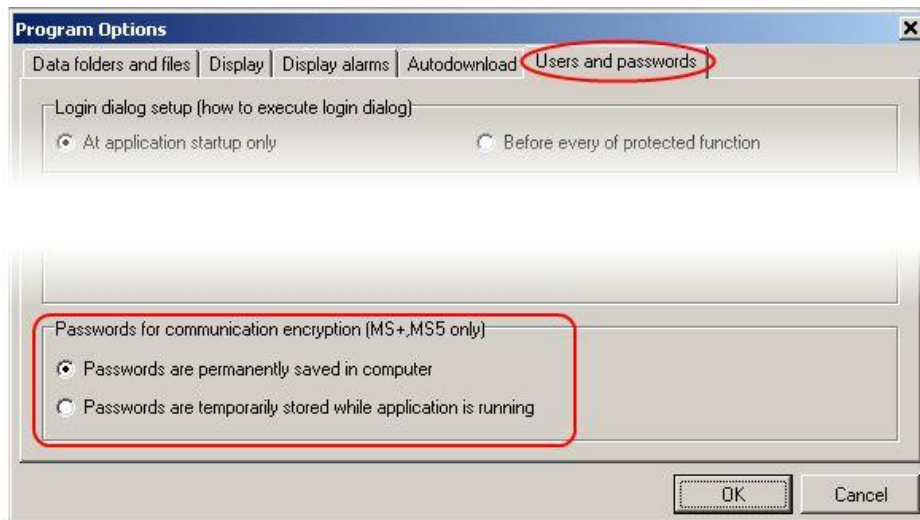 Program Options
Data folders and files Display Display alarms Autodownload Users and passwords
Login dialog setup (how to execute login dialog)
At application startup only Before every of protected function
Passwords for communication encryption (MS+,MS5 only)
Passwords are permanently saved in computer
Passwords are temporarily stored while application is running
OK Cancel